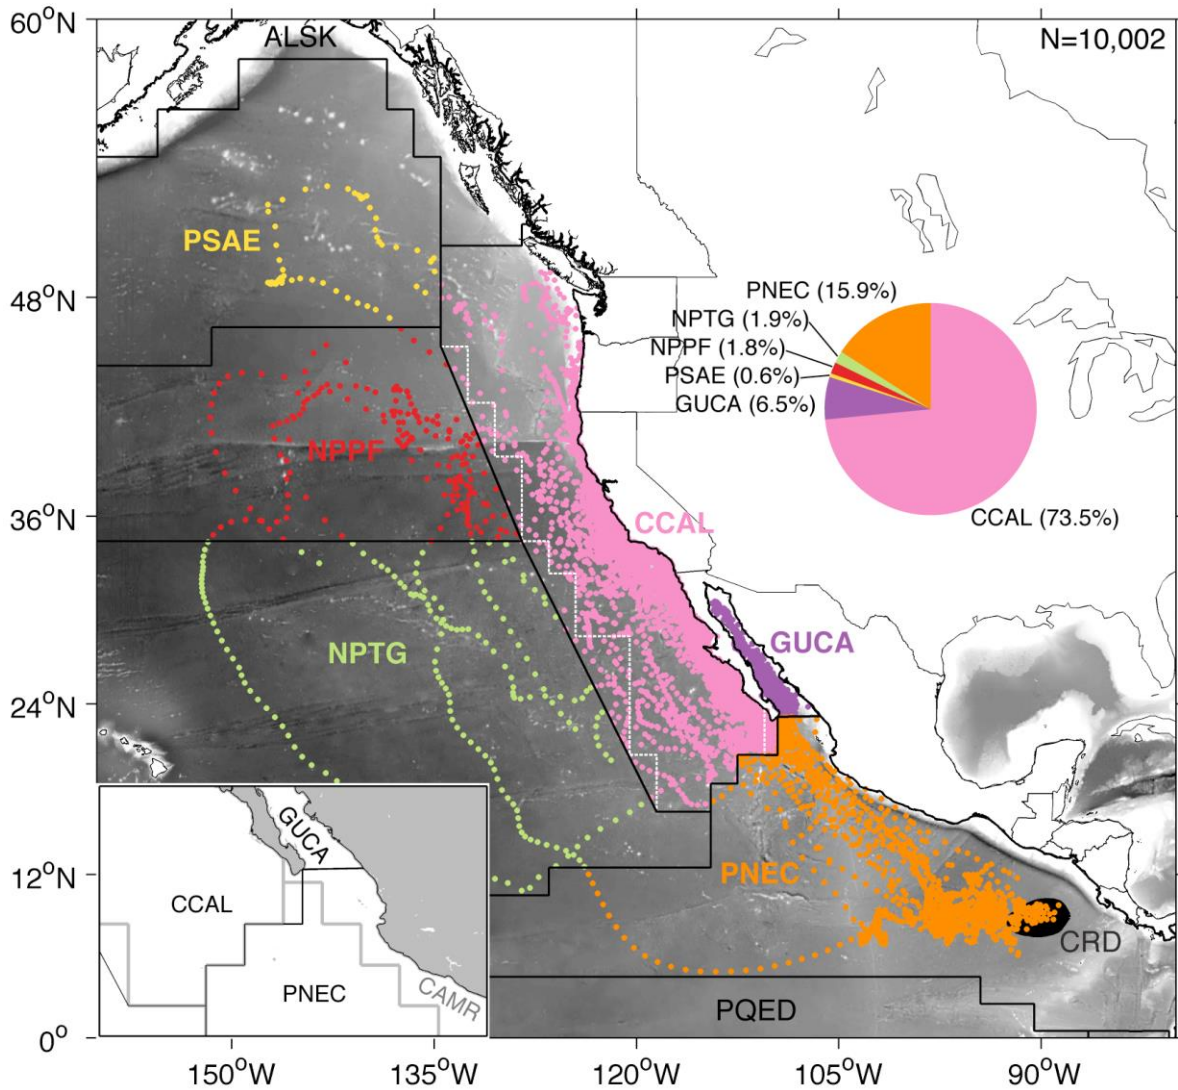 60°N
ALSK
N=10,002
PSAE
48°N
PNEC (15.9%)
NPTG (1.9%)
NPPF (1.8%)
PSAE (0.6%)
GUCA (6.5%)
CCAL (73.5%)
NPPF
36°N
CCAL
NPTG
GUCA
24°N
GUCA
12°N
CCAL
PNEC
CRD
PNEC
CAMR
PQED
0°
150°W
135°W
120°W
105°W
90°W